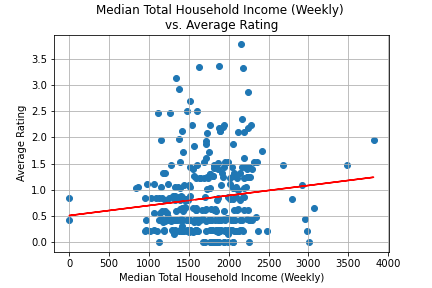 Median Total Household Income (Weekly)
vs. Average Rating
Average Rating
3.5
3.0
2.5
2.0
1.5
1.0
0.5
0.0
0 500 1000 1500 2000 2500 3000 3500 4000
Median Total Household Income (Weekly)